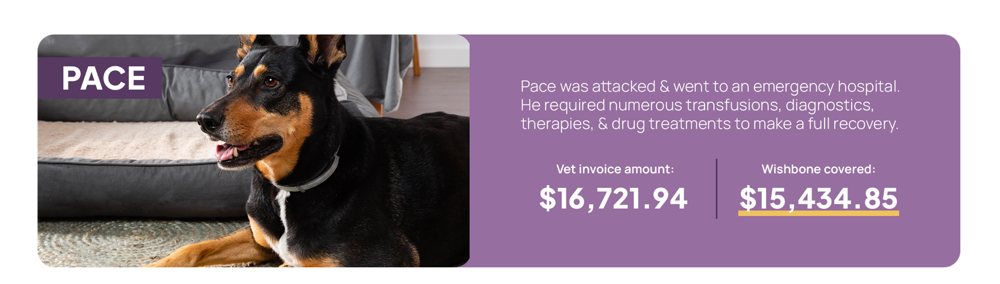 PACE
Pace was attacked & went to an emergency hospital.
He required numerous transfusions, diagnostics,
therapies, & drug treatments to make a full recovery.
Vet invoice amount:
$16,721.94
Wishbone covered:
$15,434.85